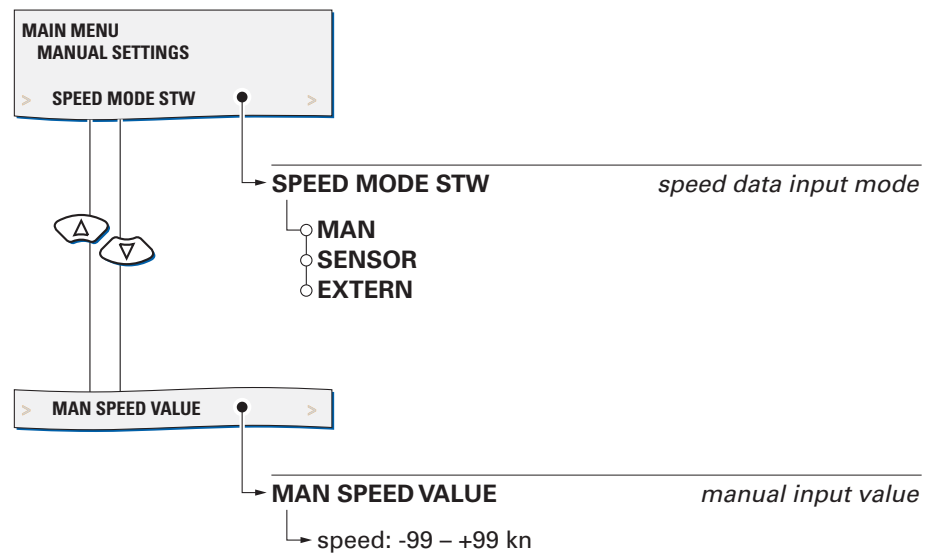 MAIN MENU
MANUAL SETTINGS
> SPEED MODE STW >
SPEED MODE STW speed data input mode
MAN
SENSOR
EXTERN
> MAN SPEED VALUE >
MAN SPEED VALUE manual input value
speed: -99 – +99 kn